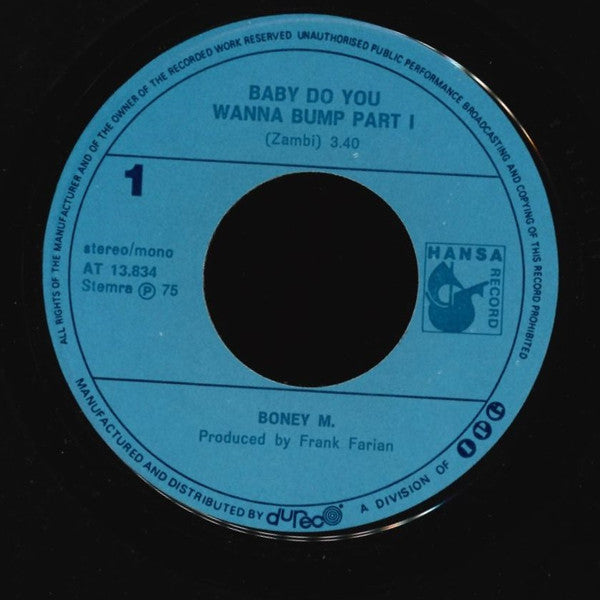 ALL RIGHTS OF THE MANUFACTURER AND OF THE OWNER OF THE RECORDED WORK RESERVED UNAUTHORISED PUBLIC PERFORMANCE BROADCASTING AND COPYING OF THIS RECORD PROHIBITED
BABY DO YOU
WANNA BUMP PART I
(Zambi) 3.40
1
stereo/mono
AT 13.834
Stemra Ⓟ 75
HANSA
RECORD
BONEY M.
Produced by Frank Farian
MANUFACTURED AND DISTRIBUTED BY dureco A DIVISION OF